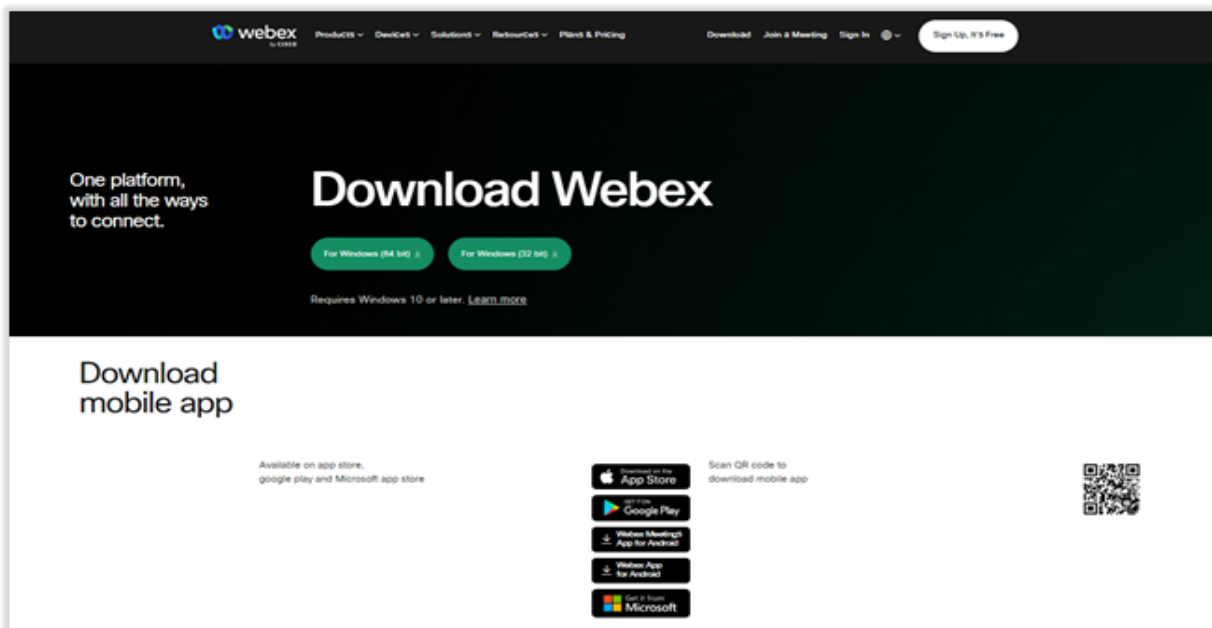 webex
by CISCO
Products
Devices
Solutions
Resources
Plans & Pricing
Download
Join a Meeting
Sign In
Sign Up, It's Free
One platform,
with all the ways
to connect.
Download Webex
For Windows (64 bit)
For Windows (32 bit)
Requires Windows 10 or later. Learn more
Download
mobile app
Available on app store,
google play and Microsoft app store
Download on the
App Store
GET IT ON
Google Play
Webex Meetings
App for Android
Webex App
for Android
Get it from
Microsoft
Scan QR code to
download mobile app